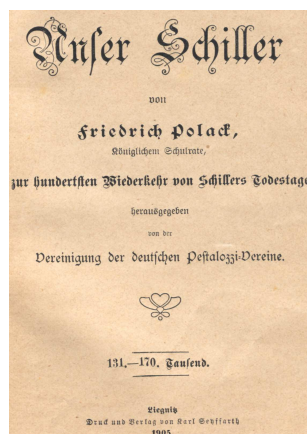 Unser Schiller
von
Friedrich Polack,
Königlichem Schulrate,
zur hundertsten Wiederkehr von Schillers Todestage
herausgegeben
von der
Vereinigung der deutschen Pestalozzi-Vereine.
131.—170. Tausend.
Liegnitz
Druck und Verlag von Karl Seyffarth
1905